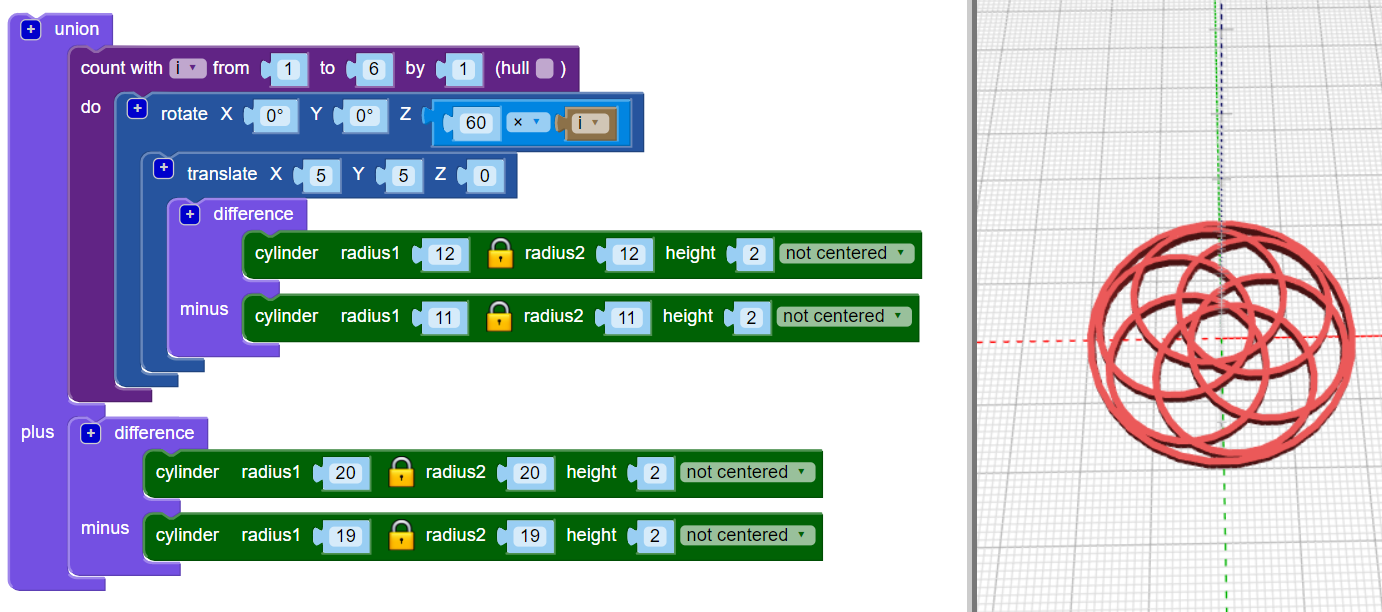 + union
count with i ▾ from 1 to 6 by 1 (hull )
do + rotate X 0° Y 0° Z 60 × ▾ i ▾
+ translate X 5 Y 5 Z 0
+ difference
cylinder radius1 12 radius2 12 height 2 not centered ▾
minus cylinder radius1 11 radius2 11 height 2 not centered ▾
plus + difference
cylinder radius1 20 radius2 20 height 2 not centered ▾
minus cylinder radius1 19 radius2 19 height 2 not centered ▾